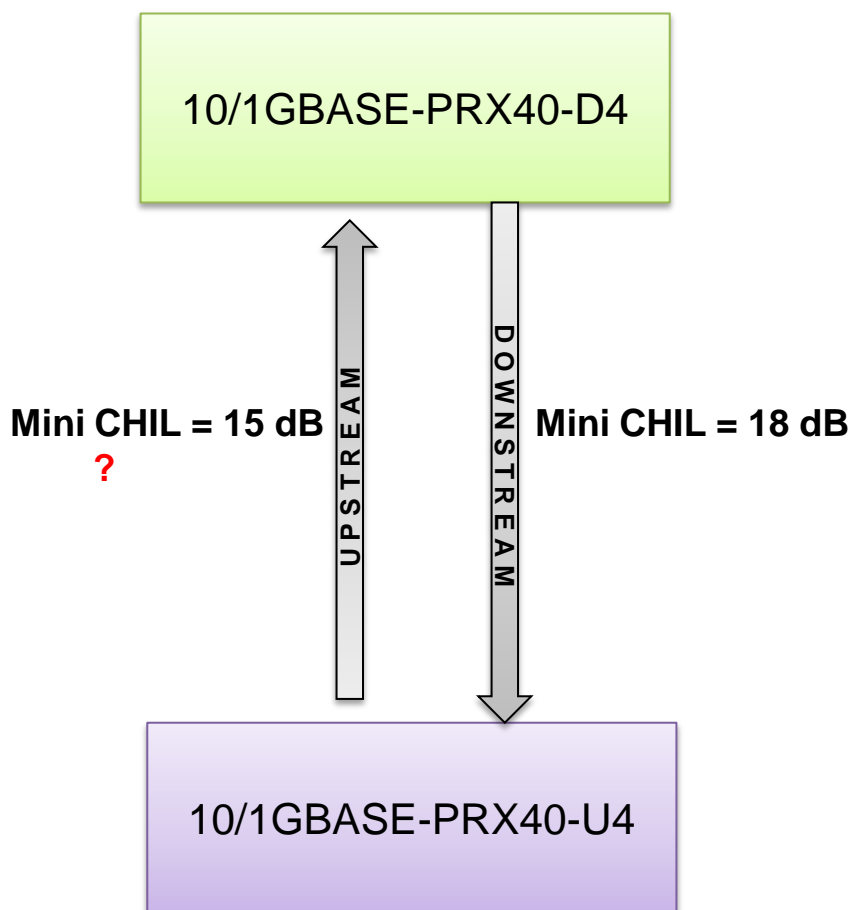 10/1GBASE-PRX40-D4
UPSTREAM
DOWNSTREAM
Mini CHIL = 15 dB
?
Mini CHIL = 18 dB
10/1GBASE-PRX40-U4